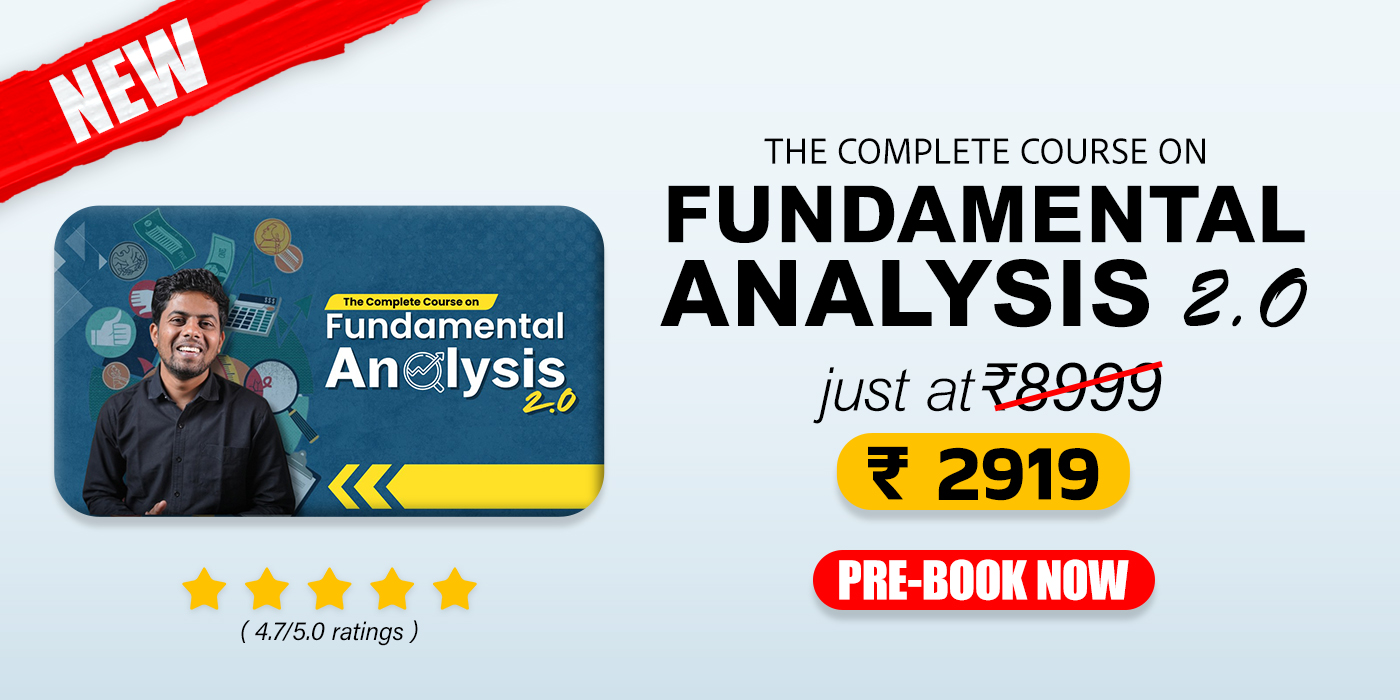 NEW
The Complete Course on
Fundamental
Analysis
2.0
( 4.7/5.0 ratings )
THE COMPLETE COURSE ON
FUNDAMENTAL
ANALYSIS 2.0
just at ₹8999
₹ 2919
PRE-BOOK NOW